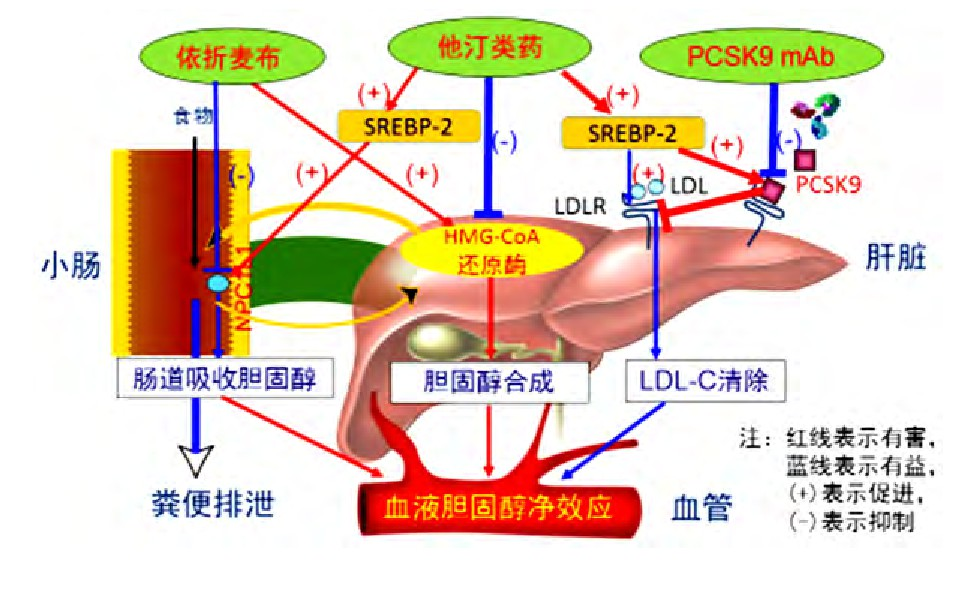 依折麦布
他汀类药
PCSK9 mAb
食物
(+)
(+)
SREBP-2
SREBP-2
(-)
(+)
(+)
(-)
(+)
(+)
(-)
LDL
PCSK9
LDLR
HMG-CoA
还原酶
小肠
肝脏
肠道吸收胆固醇
胆固醇合成
LDL-C清除
注：红线表示有害，
蓝线表示有益，
(+)表示促进，
(-)表示抑制
粪便排泄
血液胆固醇净效应
血管